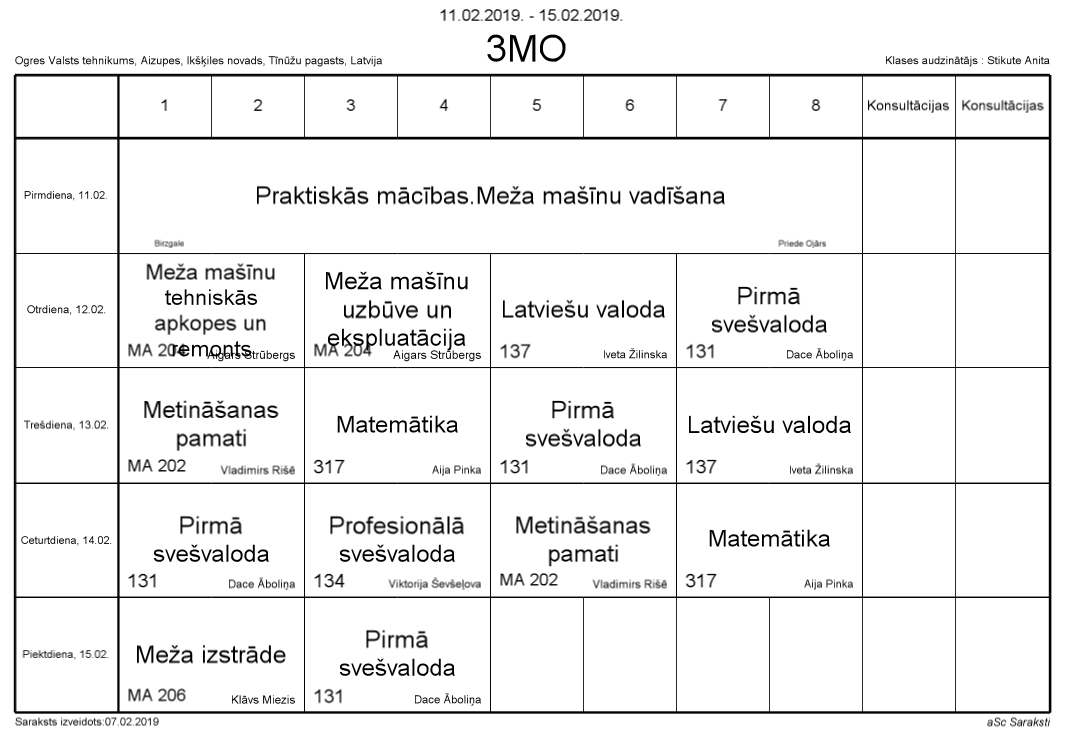 11.02.2019. - 15.02.2019.
3MO
Ogres Valsts tehnikums, Aizupes, Ikšķiles novads, Tīnūžu pagasts, Latvija
Klases audzinātājs : Stikute Anita
1 2 3 4 5 6 7 8 Konsultācijas Konsultācijas
Pirmdiena, 11.02.
Praktiskās mācības.Meža mašīnu vadīšana
Birzgale
Priede Ojārs
Otrdiena, 12.02.
Meža mašīnu
tehniskās
apkopes un
remonts
MA 204
Aigars Strūbergs
Meža mašīnu
uzbūve un
ekspluatācija
MA 204
Aigars Strūbergs
Latviešu valoda
137
Iveta Žilinska
Pirmā
svešvaloda
131
Dace Āboliņa
Trešdiena, 13.02.
Metināšanas
pamati
MA 202
Vladimirs Rišē
Matemātika
317
Aija Pinka
Pirmā
svešvaloda
131
Dace Āboliņa
Latviešu valoda
137
Iveta Žilinska
Ceturtdiena, 14.02.
Pirmā
svešvaloda
131
Dace Āboliņa
Profesionālā
svešvaloda
134
Viktorija Ševšeļova
Metināšanas
pamati
MA 202
Vladimirs Rišē
Matemātika
317
Aija Pinka
Piektdiena, 15.02.
Meža izstrāde
MA 206
Klāvs Miezis
Pirmā
svešvaloda
131
Dace Āboliņa
Saraksts izveidots:07.02.2019
aSc Saraksti